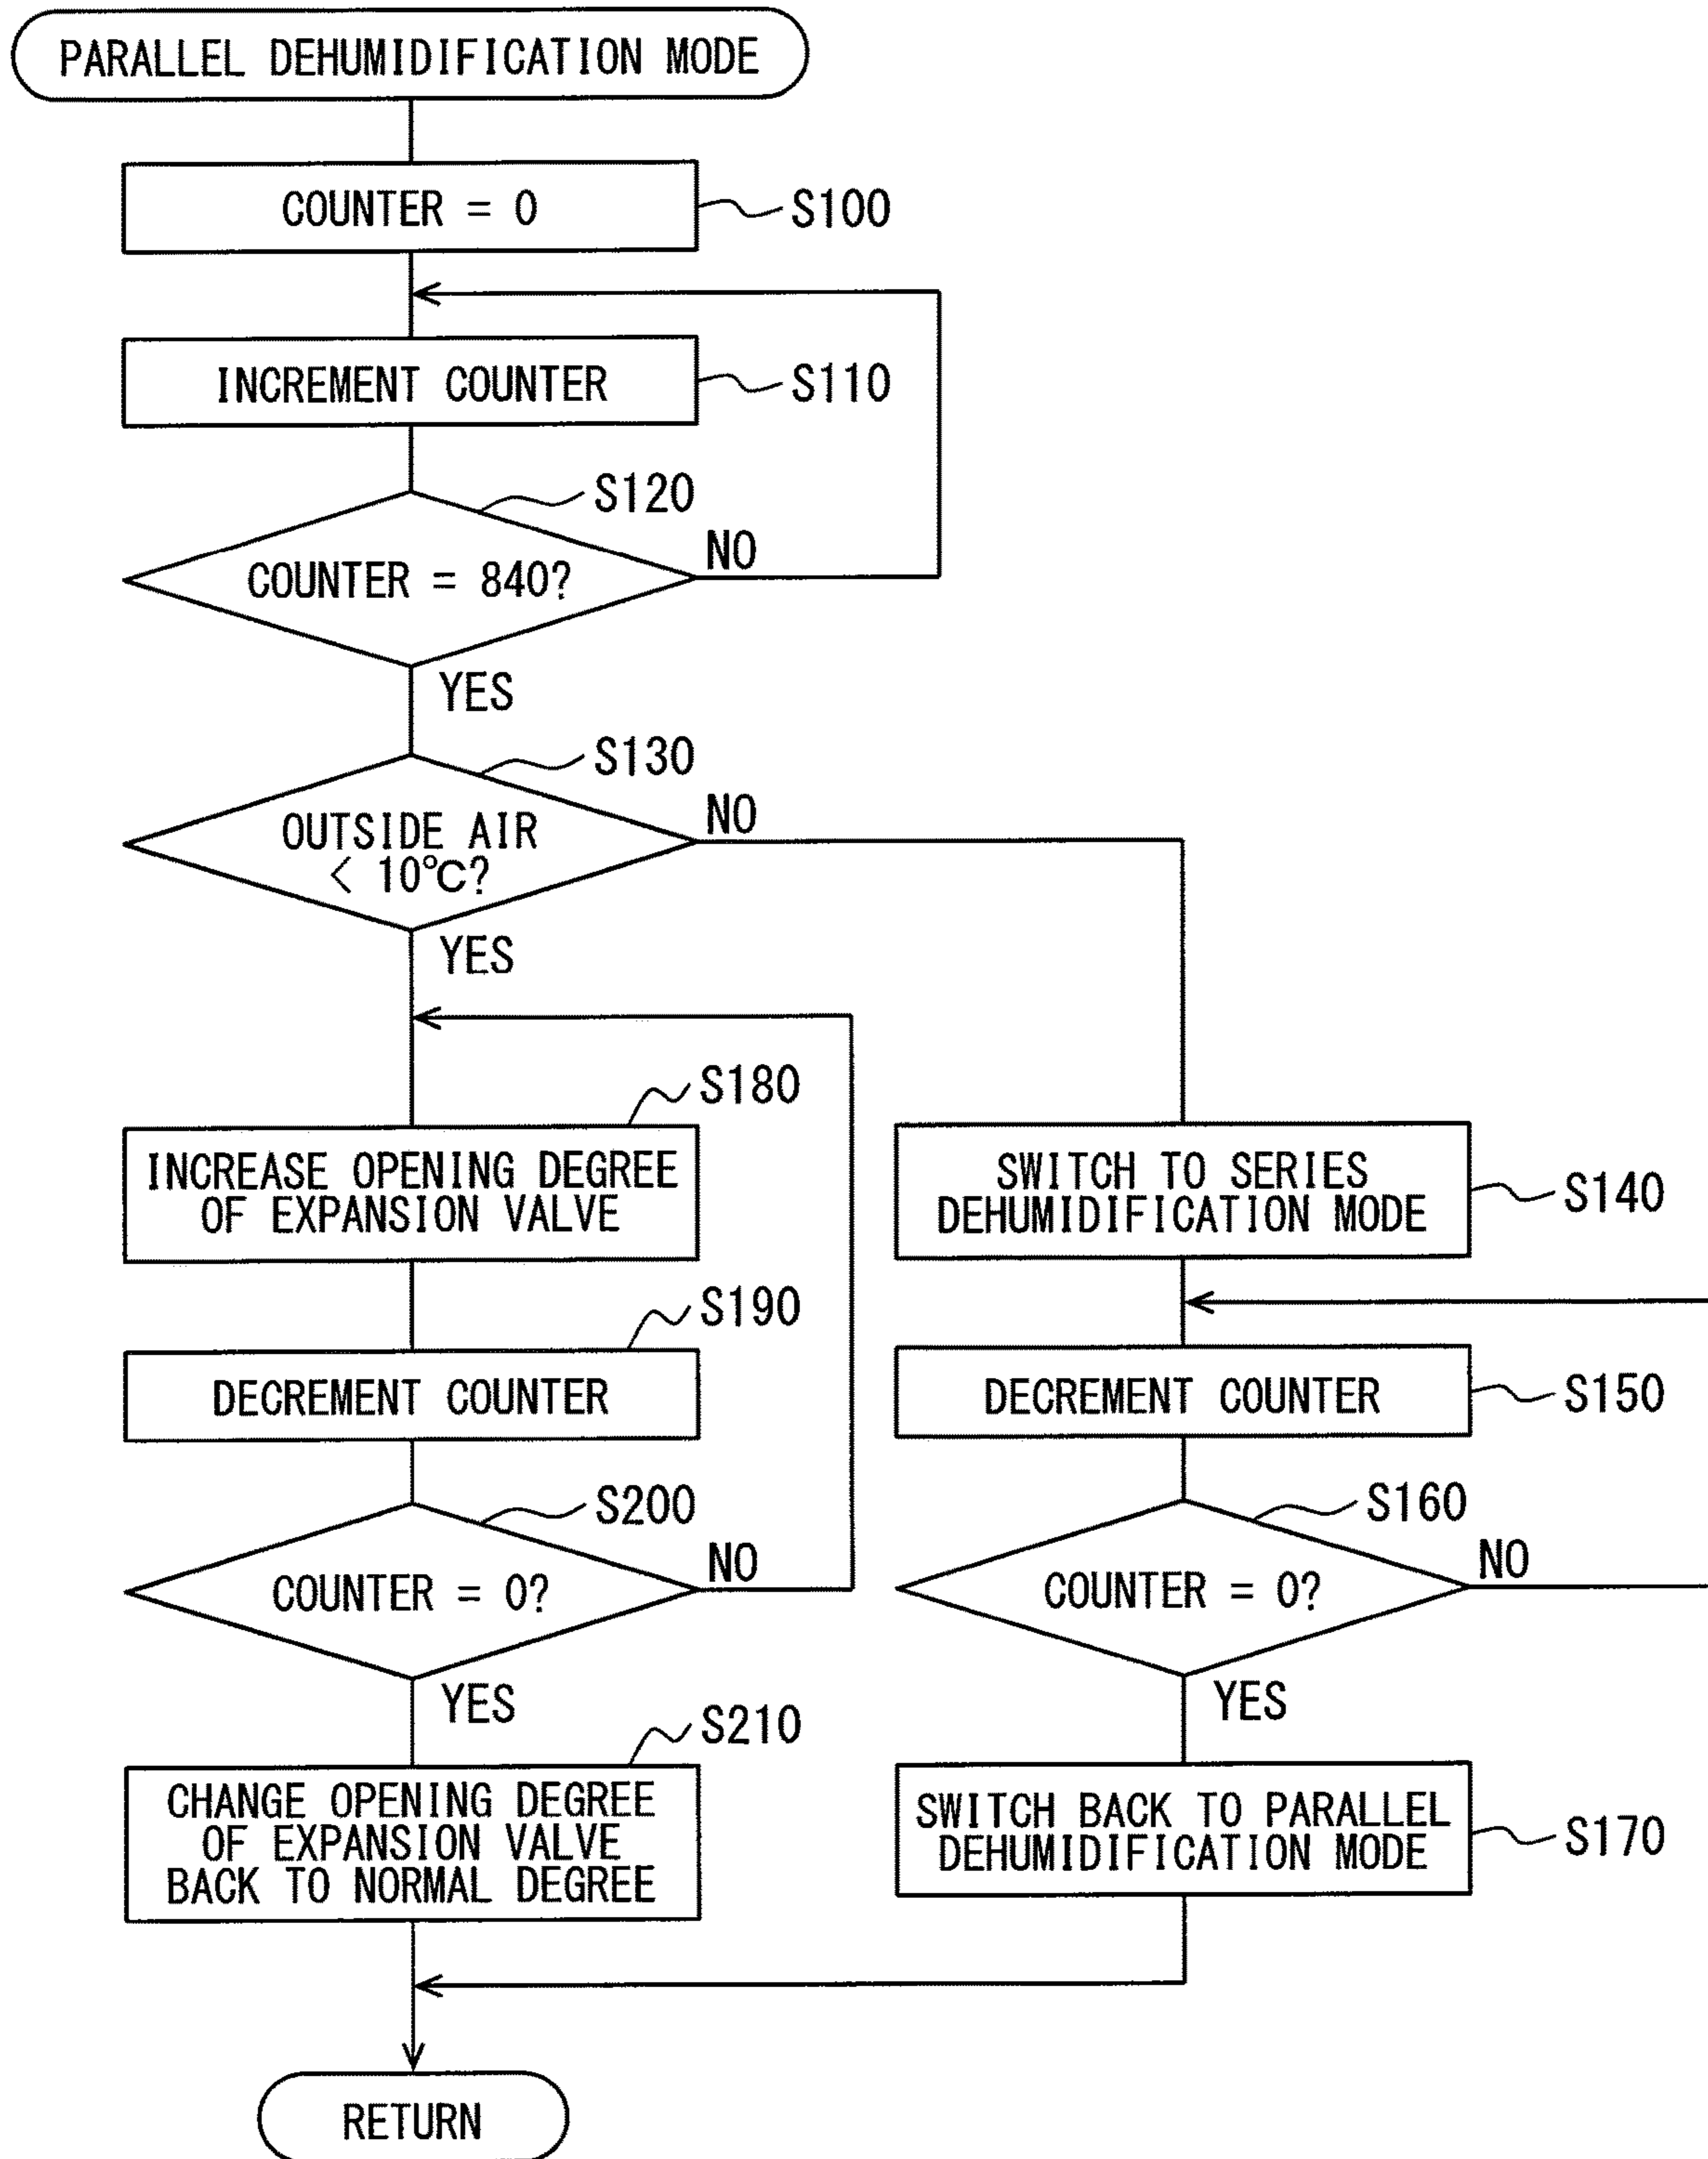 PARALLEL DEHUMIDIFICATION MODE
COUNTER = 0
S100
INCREMENT COUNTER
S110
S120
COUNTER = 840?
NO
YES
S130
OUTSIDE AIR
< 10℃?
NO
YES
S180
INCREASE OPENING DEGREE
OF EXPANSION VALVE
S190
DECREMENT COUNTER
S200
COUNTER = 0?
NO
YES
S210
CHANGE OPENING DEGREE
OF EXPANSION VALVE
BACK TO NORMAL DEGREE
SWITCH TO SERIES
DEHUMIDIFICATION MODE
S140
DECREMENT COUNTER
S150
S160
COUNTER = 0?
NO
YES
SWITCH BACK TO PARALLEL
DEHUMIDIFICATION MODE
S170
RETURN